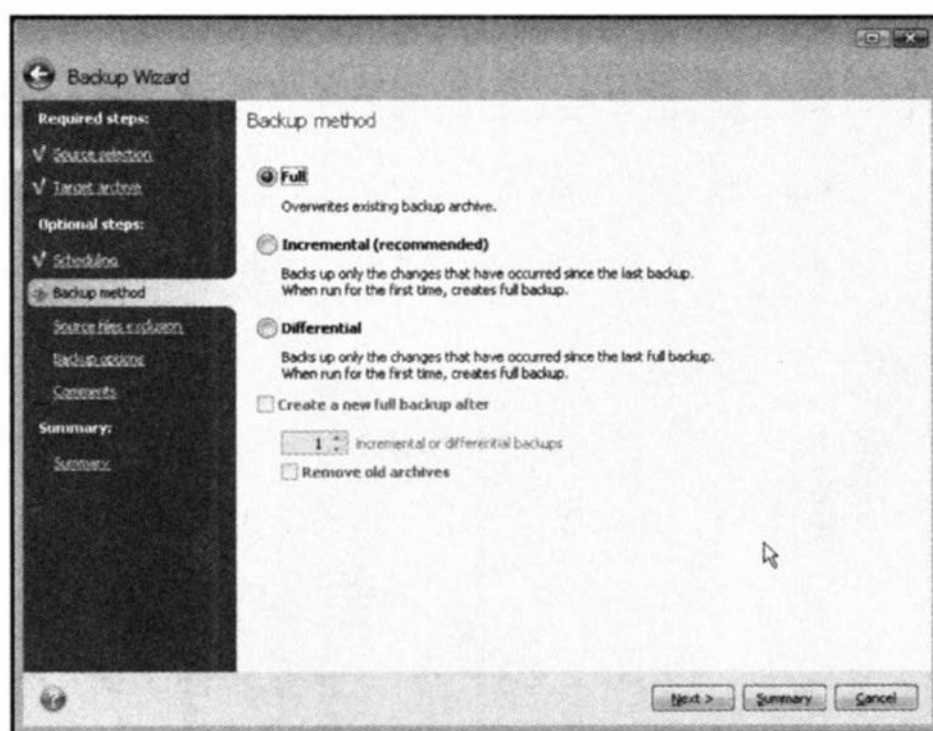 Backup Wizard
Required steps:
Source selection
Target archive
Optional steps:
Scheduling
Backup method
Source files exclusion
Backup options
Comments
Summary:
Summary
Backup method
Full
Overwrites existing backup archive.
Incremental (recommended)
Backs up only the changes that have occurred since the last backup.
When run for the first time, creates full backup.
Differential
Backs up only the changes that have occurred since the last full backup.
When run for the first time, creates full backup.
Create a new full backup after
1 incremental or differential backups
Remove old archives
Next >
Summary
Cancel